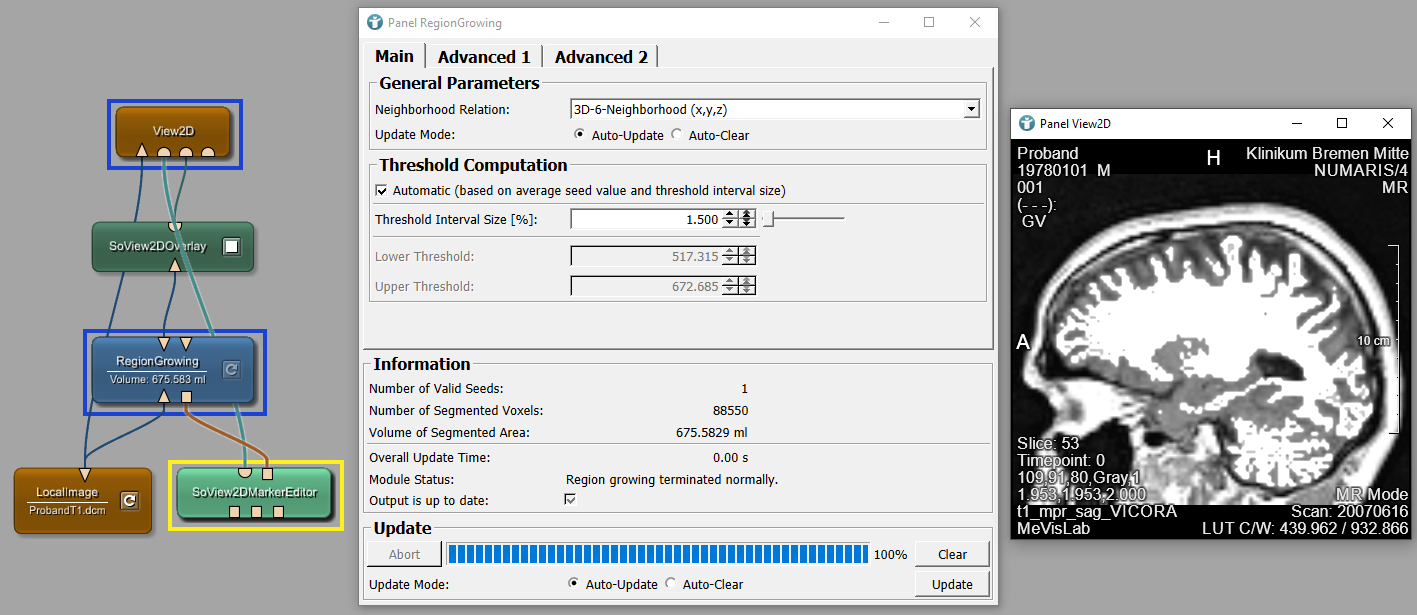 View2D
SoView2DOverlay
RegionGrowing
Volume: 675.583 ml
LocalImage
ProbandT1.dcm
SoView2DMarkerEditor
Panel RegionGrowing
Main Advanced 1 Advanced 2
General Parameters
Neighborhood Relation: 3D-6-Neighborhood (x,y,z)
Update Mode: Auto-Update Auto-Clear
Threshold Computation
Automatic (based on average seed value and threshold interval size)
Threshold Interval Size [%]: 1.500
Lower Threshold: 517.315
Upper Threshold: 672.685
Information
Number of Valid Seeds: 1
Number of Segmented Voxels: 88550
Volume of Segmented Area: 675.5829 ml
Overall Update Time: 0.00 s
Module Status: Region growing terminated normally.
Output is up to date:
Update
Abort 100% Clear
Update Mode: Auto-Update Auto-Clear Update
Panel View2D
Proband H Klinikum Bremen Mitte
19780101 M NUMARIS/4
001 MR
(- - -):
GV
A 10 cm
Slice: 53
Timepoint: 0
109,91,80,Gray,1
1.953,1.953,2.000 MR Mode
t1_mpr_sag_VICORA Scan: 20070616
MeVisLab LUT C/W: 439.962 / 932.866